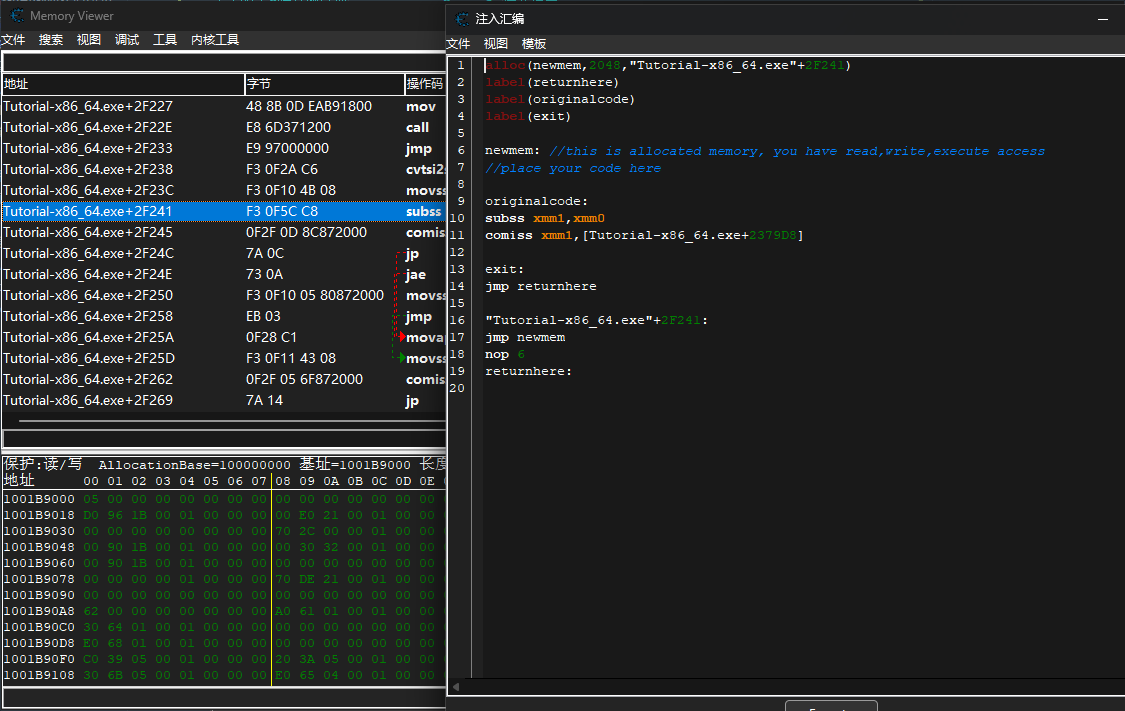 Memory Viewer
文件 搜索 视图 调试 工具 内核工具
地址 字节 操作码
Tutorial-x86_64.exe+2F227 48 8B 0D EAB91800 mov
Tutorial-x86_64.exe+2F22E E8 6D371200 call
Tutorial-x86_64.exe+2F233 E9 97000000 jmp
Tutorial-x86_64.exe+2F238 F3 0F2A C6 cvtsi2
Tutorial-x86_64.exe+2F23C F3 0F10 4B 08 movss
Tutorial-x86_64.exe+2F241 F3 0F5C C8 subss
Tutorial-x86_64.exe+2F245 0F2F 0D 8C872000 comis
Tutorial-x86_64.exe+2F24C 7A 0C jp
Tutorial-x86_64.exe+2F24E 73 0A jae
Tutorial-x86_64.exe+2F250 F3 0F10 05 80872000 movss
Tutorial-x86_64.exe+2F258 EB 03 jmp
Tutorial-x86_64.exe+2F25A 0F28 C1 movap
Tutorial-x86_64.exe+2F25D F3 0F11 43 08 movss
Tutorial-x86_64.exe+2F262 0F2F 05 6F872000 comis
Tutorial-x86_64.exe+2F269 7A 14 jp
保护:读/写 AllocationBase=100000000 基址=1001B9000 长度
地址 00 01 02 03 04 05 06 07 08 09 0A 0B 0C 0D 0E
1001B9000 05 00 00 00 00 00 00 00 00 00 00 00 00 00 00
1001B9018 D0 96 1B 00 01 00 00 00 00 E0 21 00 01 00 00
1001B9030 00 00 00 00 00 00 00 00 70 2C 00 00 01 00 00
1001B9048 00 90 1B 00 01 00 00 00 00 30 32 00 01 00 00
1001B9060 00 90 1B 00 01 00 00 00 00 00 00 00 00 00 00
1001B9078 00 00 00 00 01 00 00 00 70 DE 21 00 01 00 00
1001B9090 00 00 00 00 01 00 00 00 00 00 00 00 01 00 00
1001B90A8 62 00 00 00 00 00 00 00 A0 61 01 00 01 00 00
1001B90C0 30 64 01 00 01 00 00 00 00 00 00 00 00 00 00
1001B90D8 E0 68 01 00 01 00 00 00 00 00 00 00 00 00 00
1001B90F0 C0 39 05 00 01 00 00 00 20 3A 05 00 01 00 00
1001B9108 30 6B 05 00 01 00 00 00 E0 65 04 00 01 00 00
注入汇编
文件 视图 模板
1 alloc(newmem,2048,"Tutorial-x86_64.exe"+2F241)
2 label(returnhere)
3 label(originalcode)
4 label(exit)
5
6 newmem: //this is allocated memory, you have read,write,execute access
7 //place your code here
8
9 originalcode:
10 subss xmm1,xmm0
11 comiss xmm1,[Tutorial-x86_64.exe+2379D8]
12
13 exit:
14 jmp returnhere
15
16 "Tutorial-x86_64.exe"+2F241:
17 jmp newmem
18 nop 6
19 returnhere:
20